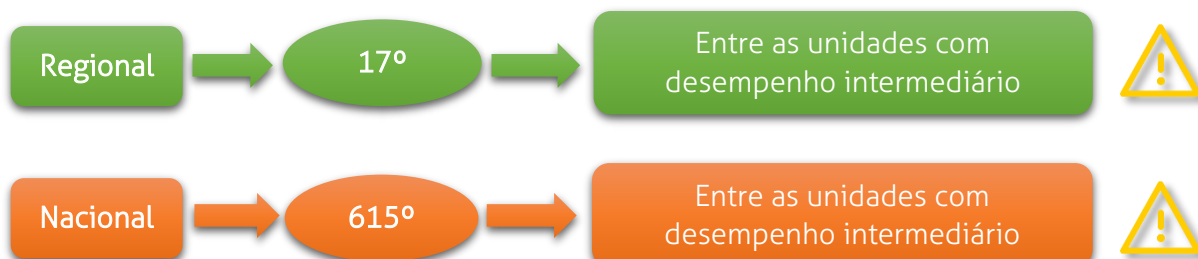 Regional
17º
Entre as unidades com
desempenho intermediário
Nacional
615º
Entre as unidades com
desempenho intermediário